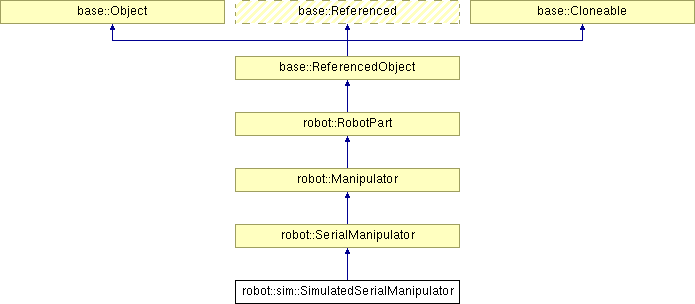 base::Object
base::Referenced
base::Cloneable
base::ReferencedObject
robot::RobotPart
robot::Manipulator
robot::SerialManipulator
robot::sim::SimulatedSerialManipulator